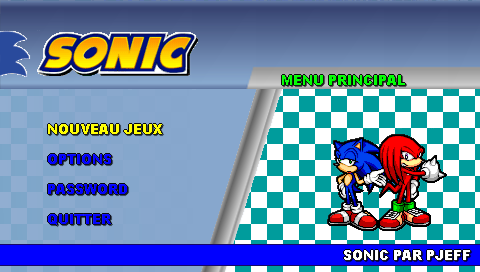 SONIC
MENU PRINCIPAL
NOUVEAU JEUX
OPTIONS
PASSWORD
QUITTER
SONIC PAR PJEFF